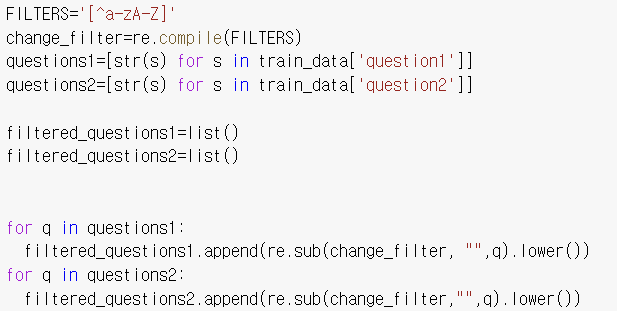 FILTERS='[^a-zA-Z]'
change_filter=re.compile(FILTERS)
questions1=[str(s) for s in train_data['question1']]
questions2=[str(s) for s in train_data['question2']]

filtered_questions1=list()
filtered_questions2=list()


for q in questions1:
  filtered_questions1.append(re.sub(change_filter, "",q).lower())
for q in questions2:
  filtered_questions2.append(re.sub(change_filter,"",q).lower())